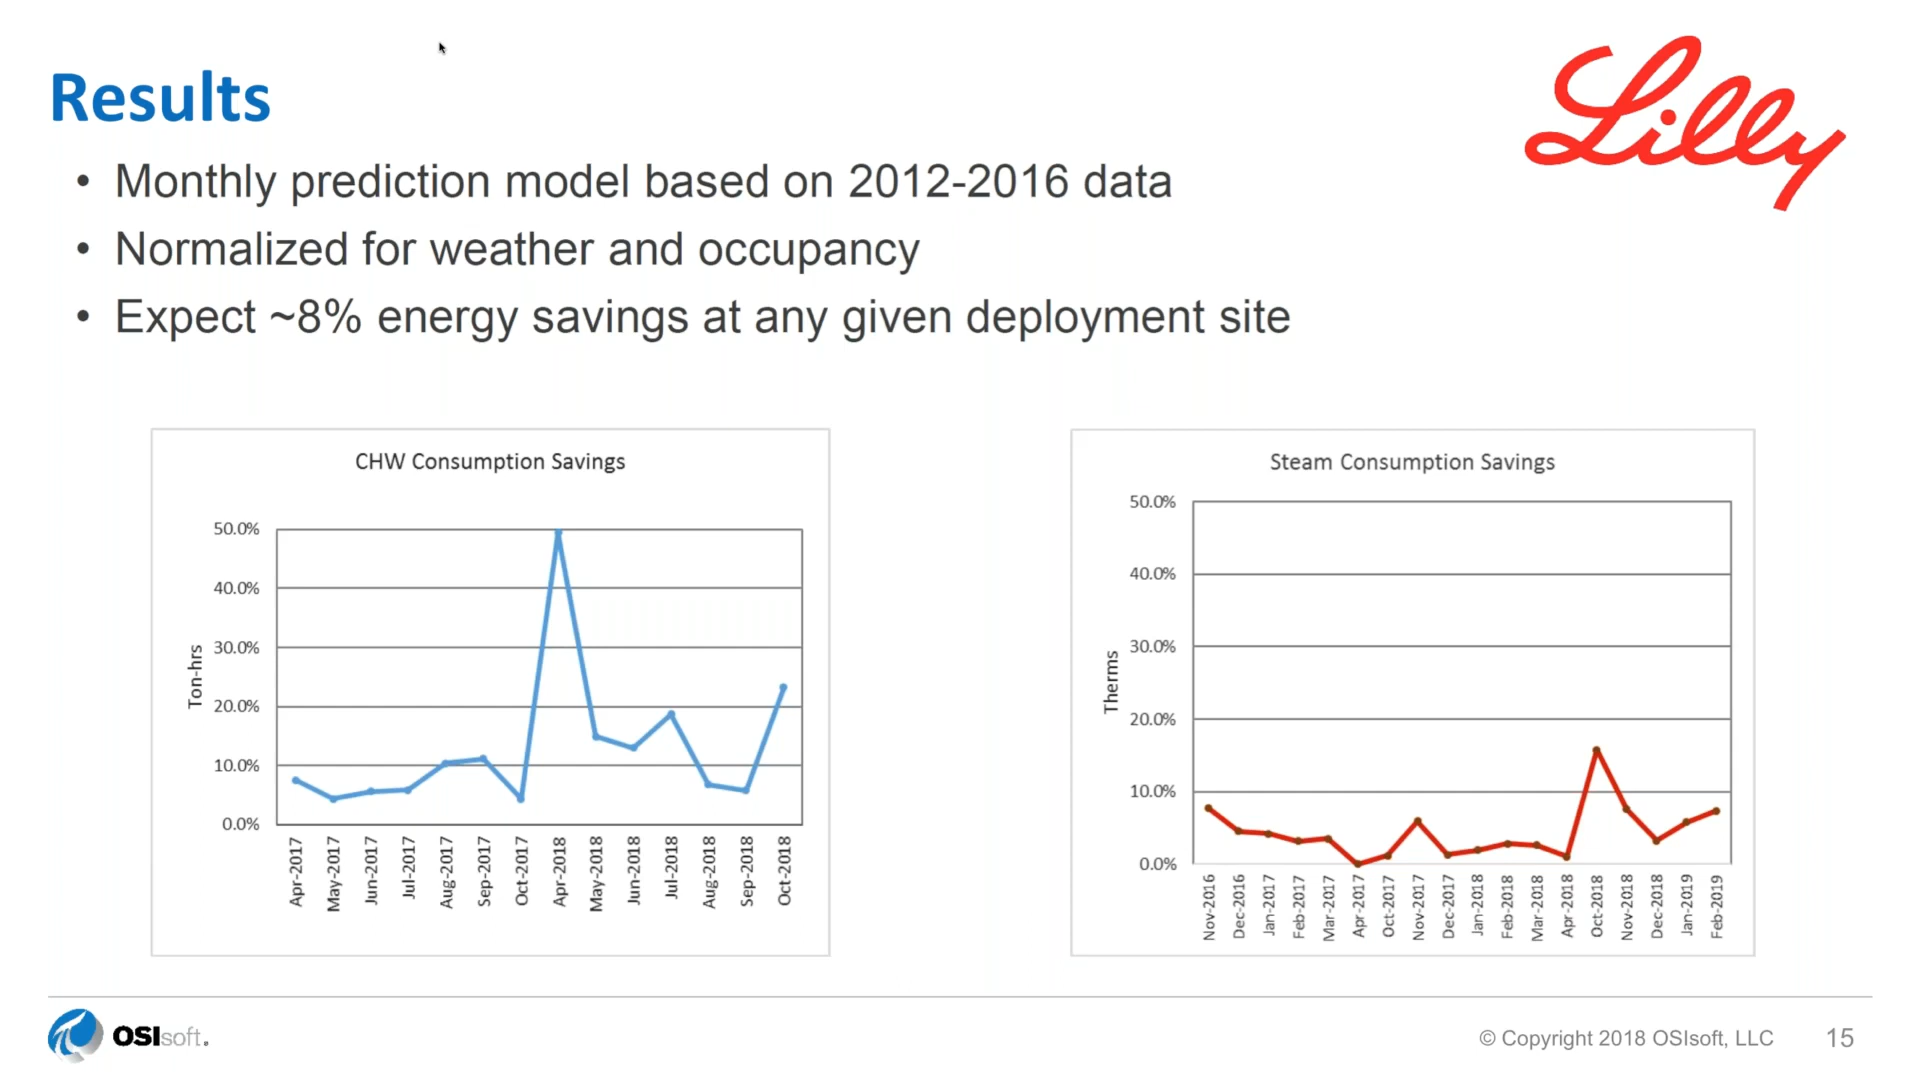 Results
Lilly
• Monthly prediction model based on 2012-2016 data
• Normalized for weather and occupancy
• Expect ~8% energy savings at any given deployment site
CHW Consumption Savings
Ton-hrs
50.0%
40.0%
30.0%
20.0%
10.0%
0.0%
Apr-2017
May-2017
Jun-2017
Jul-2017
Aug-2017
Sep-2017
Oct-2017
Apr-2018
May-2018
Jun-2018
Jul-2018
Aug-2018
Sep-2018
Oct-2018
Steam Consumption Savings
Therms
50.0%
40.0%
30.0%
20.0%
10.0%
0.0%
Nov-2016
Dec-2016
Jan-2017
Feb-2017
Mar-2017
Apr-2017
Oct-2017
Nov-2017
Dec-2017
Jan-2018
Feb-2018
Mar-2018
Apr-2018
Oct-2018
Nov-2018
Dec-2018
Jan-2019
Feb-2019
OSIsoft.
© Copyright 2018 OSIsoft, LLC
15